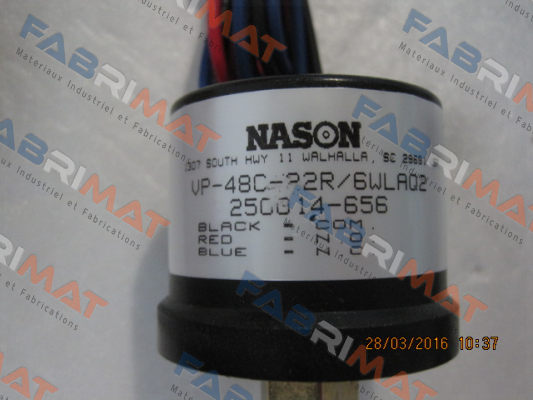 NASON
1307 SOUTH HWY 11 WALHALLA, SC 29691
VP-48C-22R/6WLAQ2
250014-656
BLACK = COM
RED = N O
BLUE = N C
28/03/2016 10:37
FABRIMAT
Materiaux Industriel et Fabrications